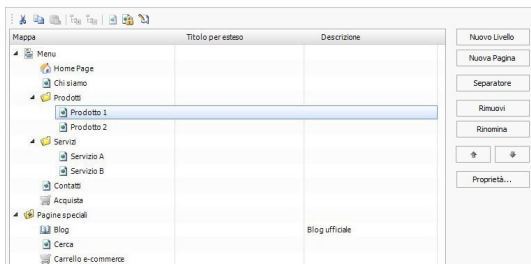 Mappa Titolo per esteso Descrizione
Menu
Home Page
Chi siamo
Prodotti
Prodotto 1
Prodotto 2
Servizi
Servizio A
Servizio B
Contatti
Acquista
Pagine speciali
Blog Blog ufficiale
Cerca
Carrello e-commerce
Nuovo Livello
Nuova Pagina
Separatore
Rimuovi
Rinomina
Proprietà...